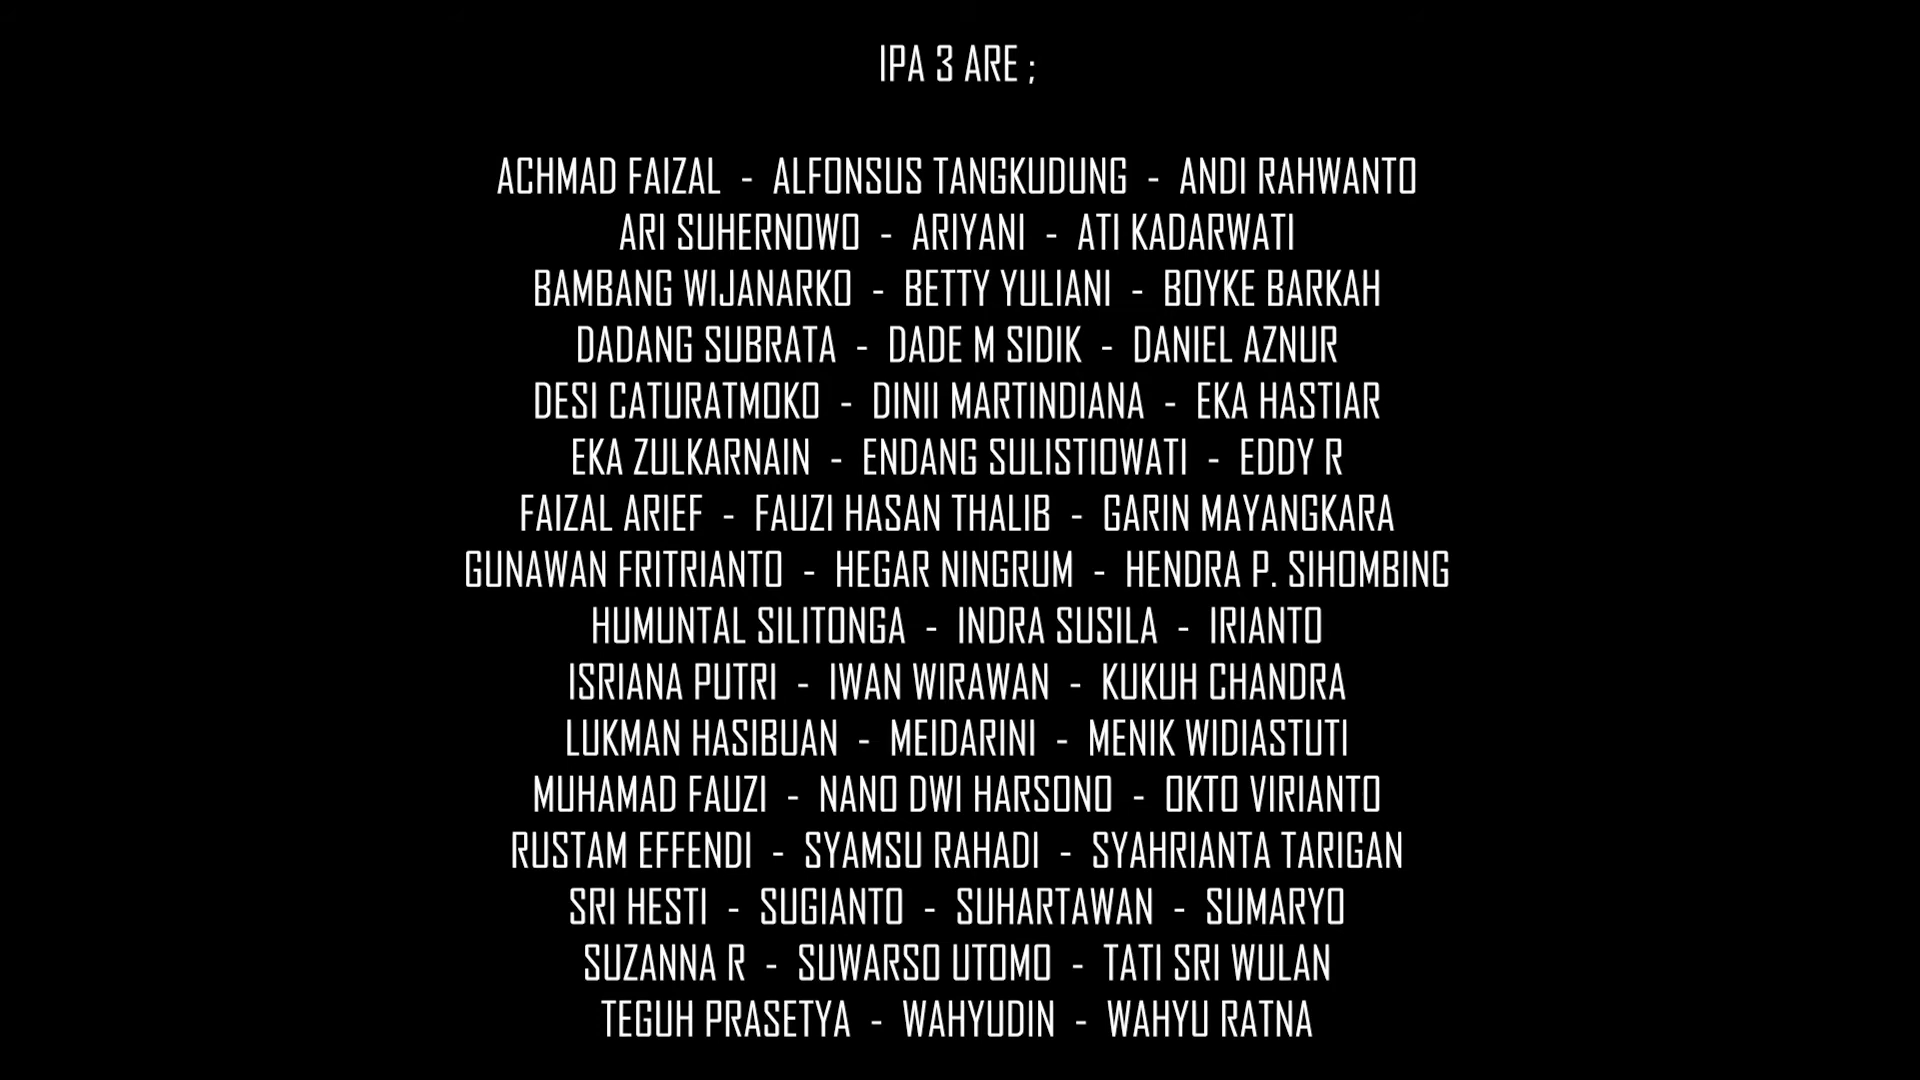 IPA 3 ARE ;
ACHMAD FAIZAL - ALFONSUS TANGKUDUNG - ANDI RAHWANTO
ARI SUHERNOWO - ARIYANI - ATI KADARWATI
BAMBANG WIJANARKO - BETTY YULIANI - BOYKE BARKAH
DADANG SUBRATA - DADE M SIDIK - DANIEL AZNUR
DESI CATURATMOKO - DINII MARTINDIANA - EKA HASTIAR
EKA ZULKARNAIN - ENDANG SULISTIOWATI - EDDY R
FAIZAL ARIEF - FAUZI HASAN THALIB - GARIN MAYANGKARA
GUNAWAN FRITRIANTO - HEGAR NINGRUM - HENDRA P. SIHOMBING
HUMUNTAL SILITONGA - INDRA SUSILA - IRIANTO
ISRIANA PUTRI - IWAN WIRAWAN - KUKUH CHANDRA
LUKMAN HASIBUAN - MEIDARINI - MENIK WIDIASTUTI
MUHAMAD FAUZI - NANO DWI HARSONO - OKTO VIRIANTO
RUSTAM EFFENDI - SYAMSU RAHADI - SYAHRIANTA TARIGAN
SRI HESTI - SUGIANTO - SUHARTAWAN - SUMARYO
SUZANNA R - SUWARSO UTOMO - TATI SRI WULAN
TEGUH PRASETYA - WAHYUDIN - WAHYU RATNA